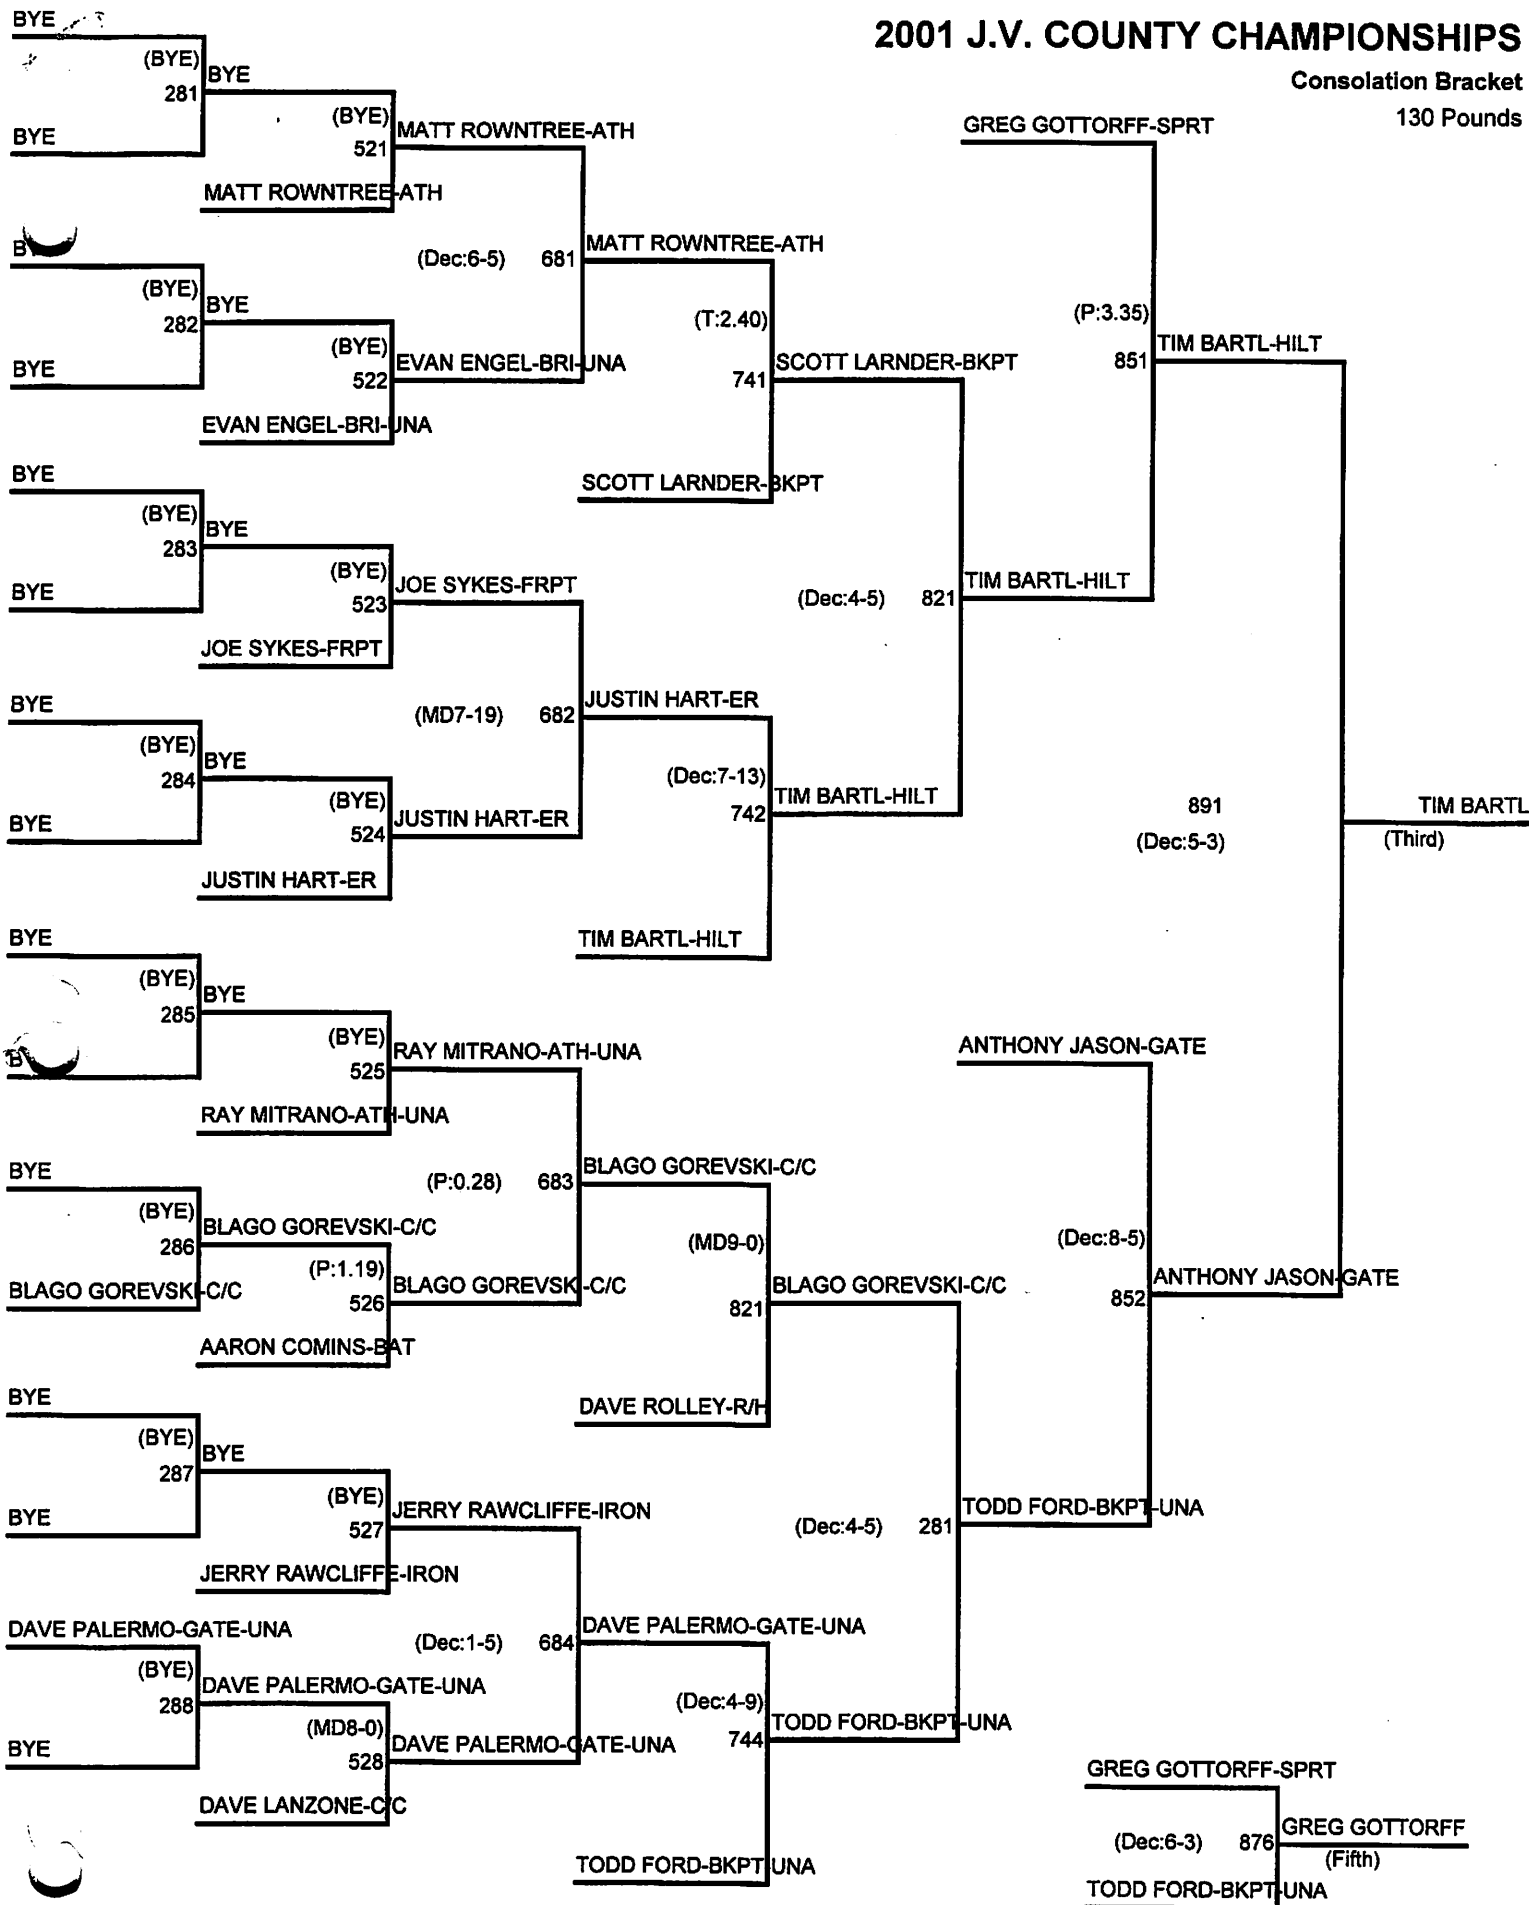 2001 J.V. COUNTY CHAMPIONSHIPS
Consolation Bracket
130 Pounds
BYE
(BYE)
281
BYE
BYE
(BYE)
521
MATT ROWNTREE-ATH
MATT ROWNTREE-ATH
(BYE)
282
BYE
BYE
(BYE)
522
EVAN ENGEL-BRI-UNA
EVAN ENGEL-BRI-UNA
(Dec:6-5)
681
MATT ROWNTREE-ATH
(T:2.40)
741
SCOTT LARNDER-BKPT
SCOTT LARNDER-BKPT
BYE
(BYE)
283
BYE
BYE
(BYE)
523
JOE SYKES-FRPT
JOE SYKES-FRPT
BYE
(BYE)
284
BYE
BYE
(BYE)
524
JUSTIN HART-ER
JUSTIN HART-ER
(MD7-19)
682
JUSTIN HART-ER
(Dec:7-13)
742
TIM BARTL-HILT
TIM BARTL-HILT
(Dec:4-5)
821
TIM BARTL-HILT
GREG GOTTORFF-SPRT
(P:3.35)
851
TIM BARTL-HILT
891
(Dec:5-3)
TIM BARTL
(Third)
BYE
(BYE)
285
BYE
(BYE)
525
RAY MITRANO-ATH-UNA
RAY MITRANO-ATH-UNA
BYE
(BYE)
286
BLAGO GOREVSKI-C/C
BLAGO GOREVSKI-C/C
(P:1.19)
526
BLAGO GOREVSKI-C/C
AARON COMINS-BAT
(P:0.28)
683
BLAGO GOREVSKI-C/C
(MD9-0)
821
BLAGO GOREVSKI-C/C
DAVE ROLLEY-R/H
BYE
(BYE)
287
BYE
BYE
(BYE)
527
JERRY RAWCLIFFE-IRON
JERRY RAWCLIFFE-IRON
DAVE PALERMO-GATE-UNA
(BYE)
288
DAVE PALERMO-GATE-UNA
BYE
(MD8-0)
528
DAVE PALERMO-GATE-UNA
DAVE LANZONE-C/C
(Dec:1-5)
684
DAVE PALERMO-GATE-UNA
(Dec:4-9)
744
TODD FORD-BKPT-UNA
TODD FORD-BKPT-UNA
(Dec:4-5)
281
TODD FORD-BKPT-UNA
ANTHONY JASON-GATE
(Dec:8-5)
852
ANTHONY JASON-GATE
GREG GOTTORFF-SPRT
(Dec:6-3)
876
GREG GOTTORFF
(Fifth)
TODD FORD-BKPT-UNA